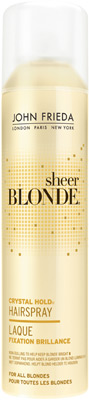 JOHN FRIEDA
LONDON PARIS NEW YORK
sheer
BLONDE
CRYSTAL HOLD
HAIRSPRAY
LAQUE
FIXATION BRILLANCE
FOR ALL BLONDES
POUR TOUTES LES BLONDES